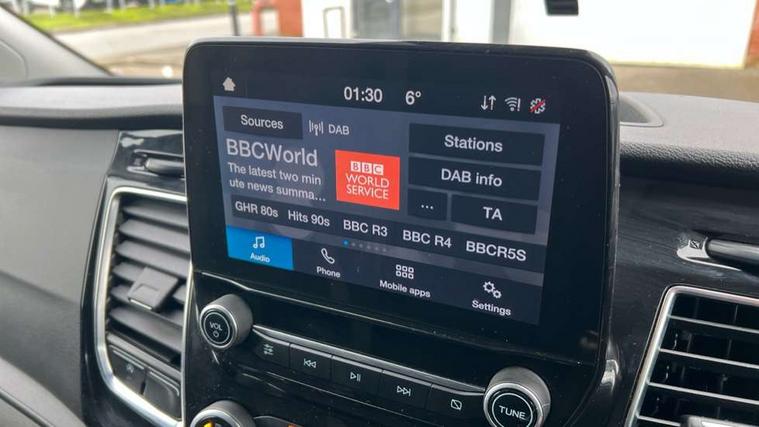 01:30 6°
Sources DAB
BBCWorld
The latest two min
ute news summa...
BBC
WORLD
SERVICE
Stations
DAB info
... TA
GHR 80s Hits 90s BBC R3 BBC R4 BBCR5S
Audio Phone Mobile apps Settings
VOL
TUNE